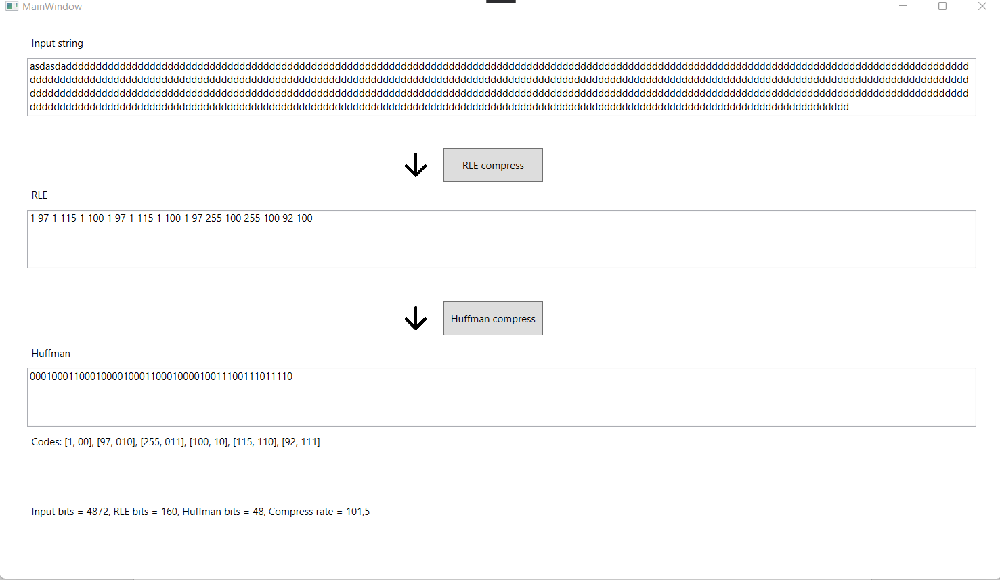 MainWindow
Input string
asdasdaddddddddddddddddddddddddddddddddddddddddddddddddddddddddddddddddddddddddddddddddddddddddddddddddddddddddddddddddddddddddddddddddddddddddddddddddddddddd
ddddddddddddddddddddddddddddddddddddddddddddddddddddddddddddddddddddddddddddddddddddddddddddddddddddddddddddddddddddddddddddddddddddddddddddddddddddddddddddd
ddddddddddddddddddddddddddddddddddddddddddddddddddddddddddddddddddddddddddddddddddddddddddddddddddddddddddddddddddddddddddddddddddddddddddddddddddddddddddddd
ddddddddddddddddddddddddddddddddddddddddddddddddddddddddddddddddddddddddddddddddddddddddddddddddddddddddddddddddddddddddddddddddddddddddd
RLE compress
RLE
1 97 1 115 1 100 1 97 1 115 1 100 1 97 255 100 255 100 92 100
Huffman compress
Huffman
000100011000100001000110001000010011100111011110
Codes: [1, 00], [97, 010], [255, 011], [100, 10], [115, 110], [92, 111]
Input bits = 4872, RLE bits = 160, Huffman bits = 48, Compress rate = 101,5